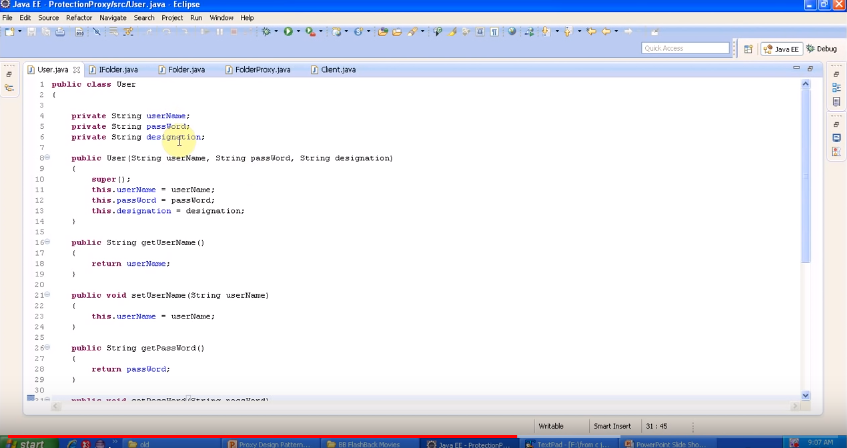 Java EE - ProtectionProxy/src/User.java - Eclipse
File Edit Source Refactor Navigate Search Project Run Window Help
Quick Access
Java EE
Debug
User.java
IFolder.java
Folder.java
FolderProxy.java
Client.java
1 public class User
2 {
3
4 private String userName;
5 private String passWord;
6 private String designation;
7
8 public User(String userName, String passWord, String designation)
9 {
10 super();
11 this.userName = userName;
12 this.passWord = passWord;
13 this.designation = designation;
14 }
15
16 public String getUserName()
17 {
18 return userName;
19 }
20
21 public void setUserName(String userName)
22 {
23 this.userName = userName;
24 }
25
26 public String getPassWord()
27 {
28 return passWord;
29 }
30
31 public void setPassWord(String passWord)
Writable
Smart Insert
31 : 45
start
old
Proxy Design Pattern...
BB FlashBack Movies
Java EE - ProtectionP...
TextPad - [F:\from c j...
PowerPoint Slide Sho...
9:07 AM